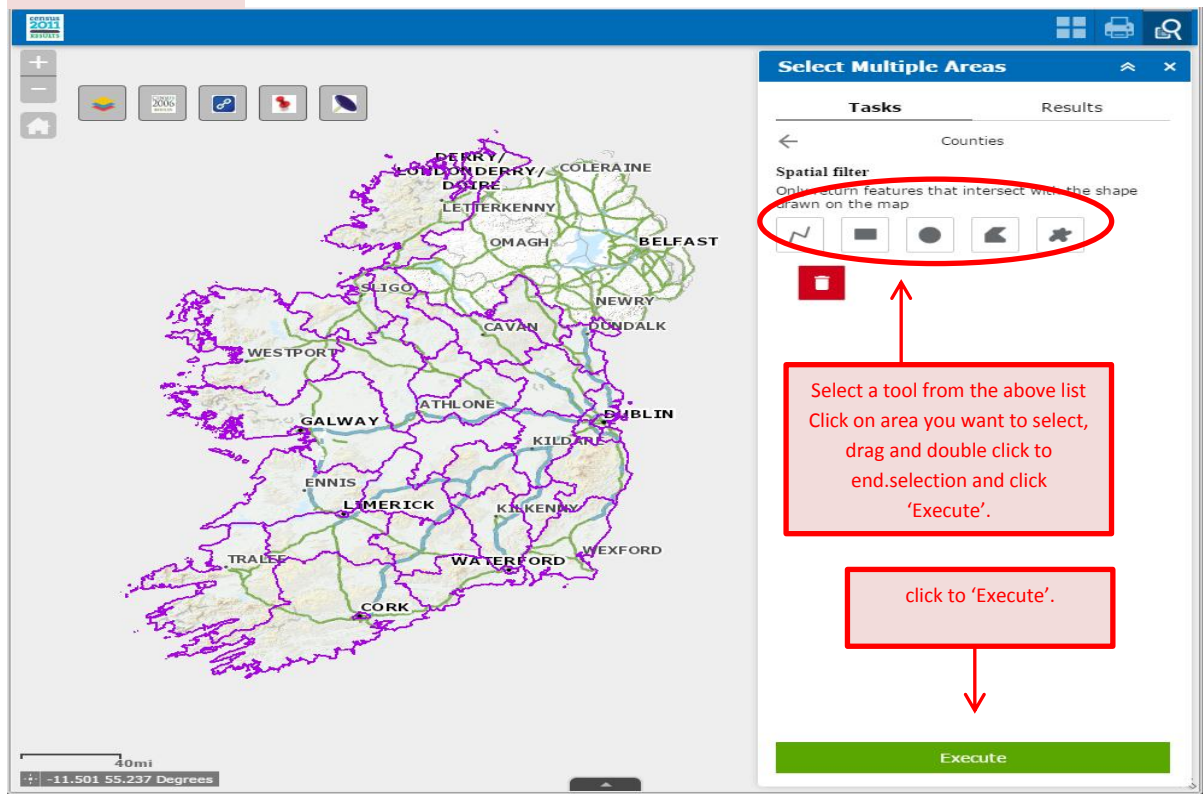 census
2011
RESULTS
Select Multiple Areas
Tasks
Results
Counties
Spatial filter
Only return features that intersect with the shape
drawn on the map
2006
DERRY/
LONDONDERRY/
DOIRE
COLERAINE
LETTERKENNY
OMAGH
BELFAST
SLIGO
NEWRY
CAVAN
DUNDALK
WESTPORT
ATHLONE
GALWAY
DUBLIN
KILDARE
ENNIS
LIMERICK
KILKENNY
TRALEE
WATERFORD
WEXFORD
CORK
Select a tool from the above list
Click on area you want to select,
drag and double click to
end.selection and click
‘Execute’.
click to ‘Execute’.
Execute
40mi
-11.501 55.237 Degrees